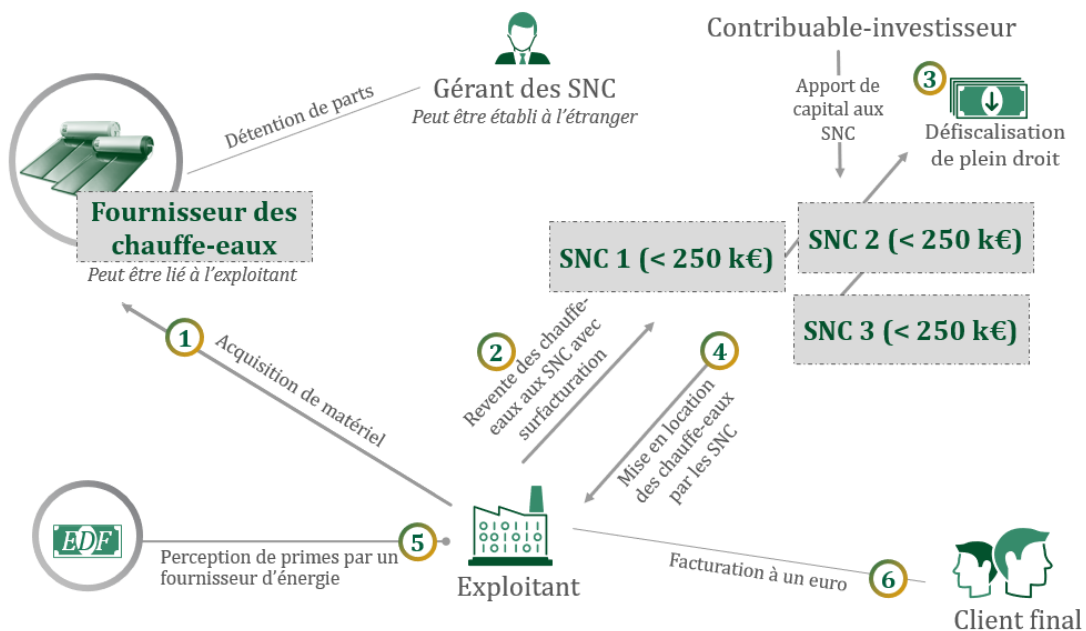 Contribuable-investisseur
Gérant des SNC
Peut être établi à l'étranger
Détention de parts
Apport de
capital aux
SNC
3
Défiscalisation
de plein droit
Fournisseur des
chauffe-eaux
Peut être lié à l'exploitant
SNC 1 (< 250 k€)
SNC 2 (< 250 k€)
SNC 3 (< 250 k€)
1
Acquisition de matériel
2
Revente des chauffe-
eaux aux SNC avec
surfacturation
4
Mise en location
des chauffe-eaux
par les SNC
EDF
5
Perception de primes par un
fournisseur d'énergie
Exploitant
Facturation à un euro
6
Client final